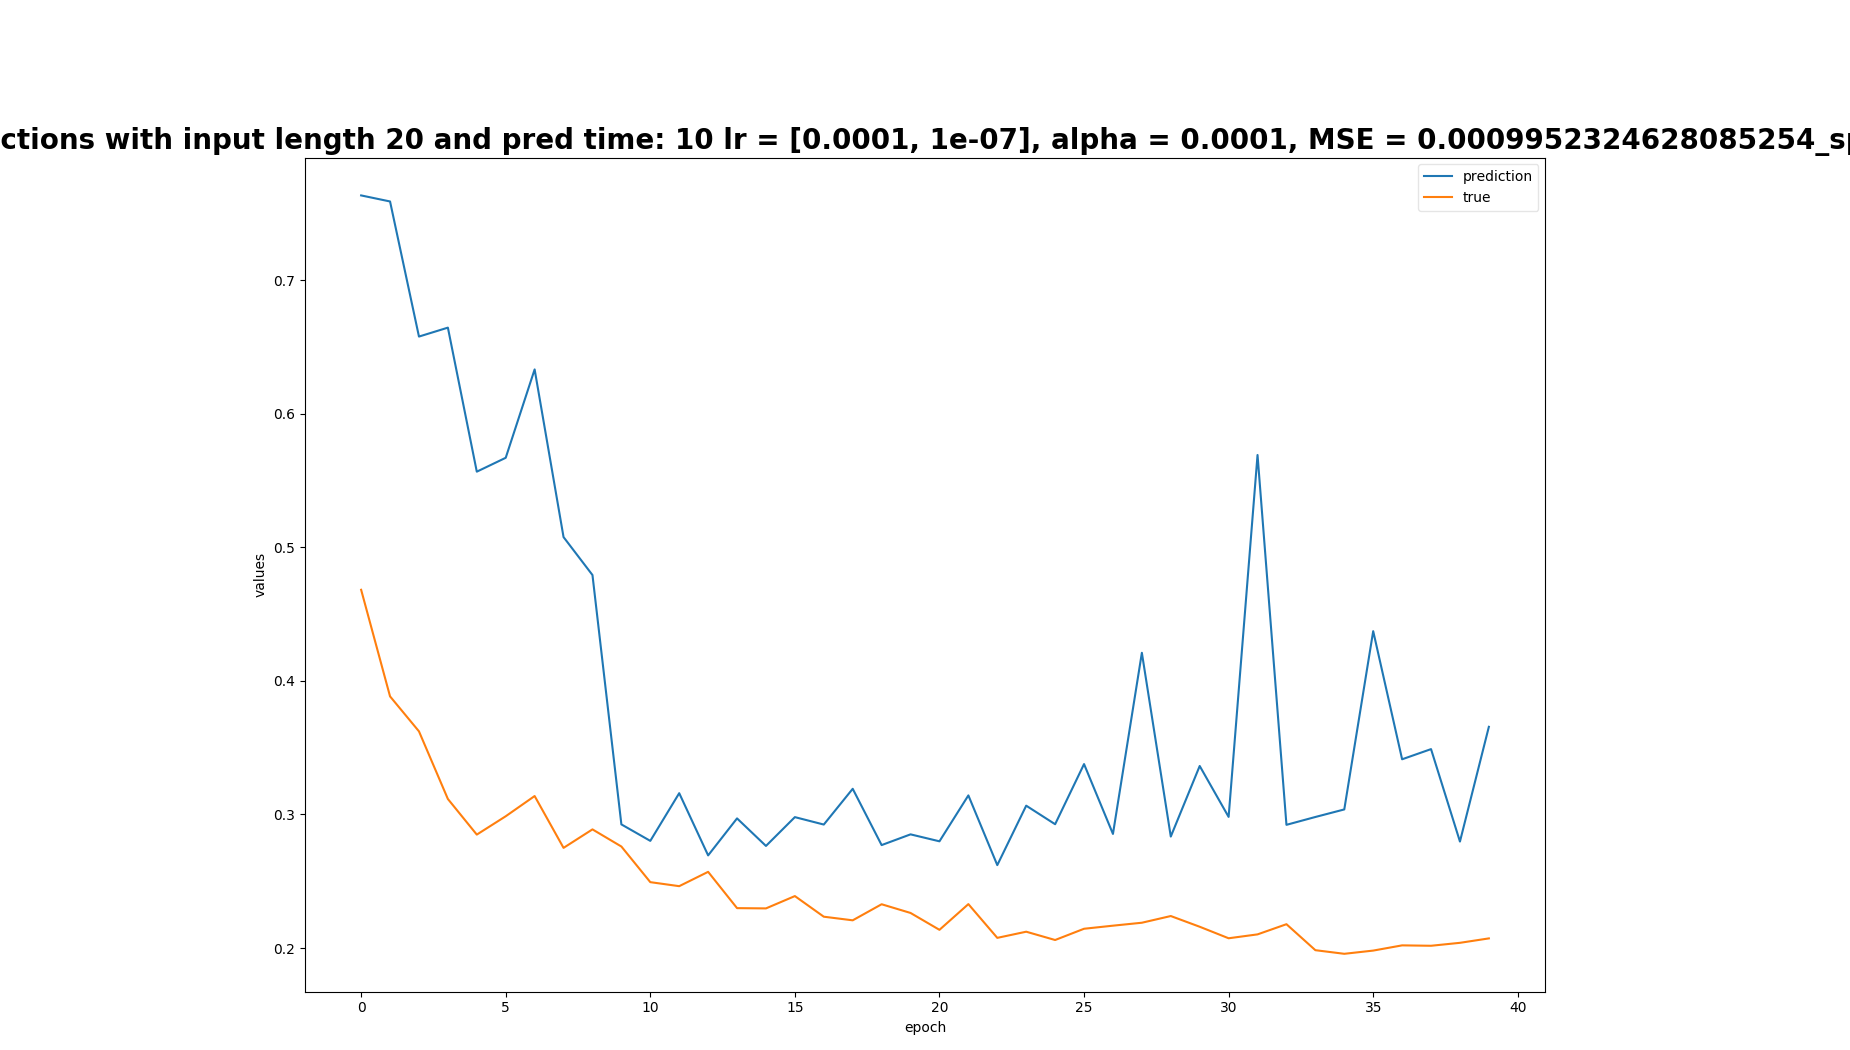 ctions with input length 20 and pred time: 10 lr = [0.0001, 1e-07], alpha = 0.0001, MSE = 0.0009952324628085254_sp
prediction
true
0.7
0.6
0.5
0.4
0.3
0.2
values
0 5 10 15 20 25 30 35 40
epoch